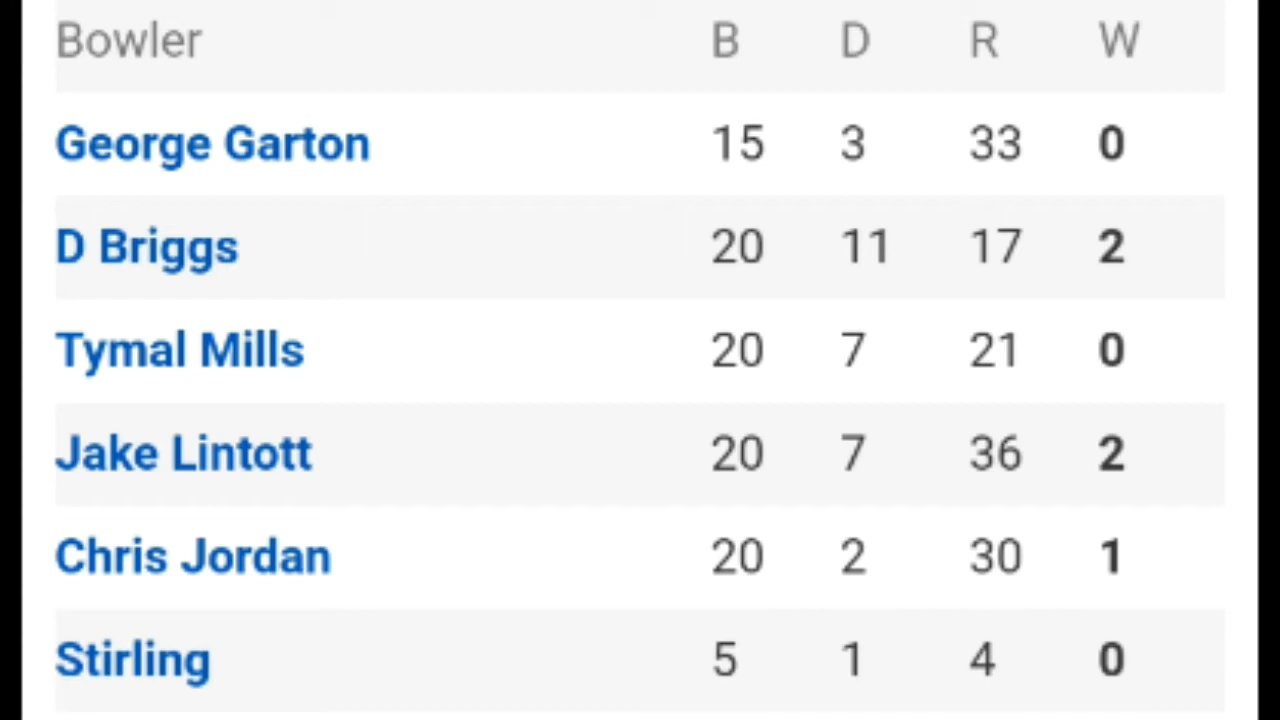 Bowler B D R W
George Garton 15 3 33 0
D Briggs 20 11 17 2
Tymal Mills 20 7 21 0
Jake Lintott 20 7 36 2
Chris Jordan 20 2 30 1
Stirling 5 1 4 0